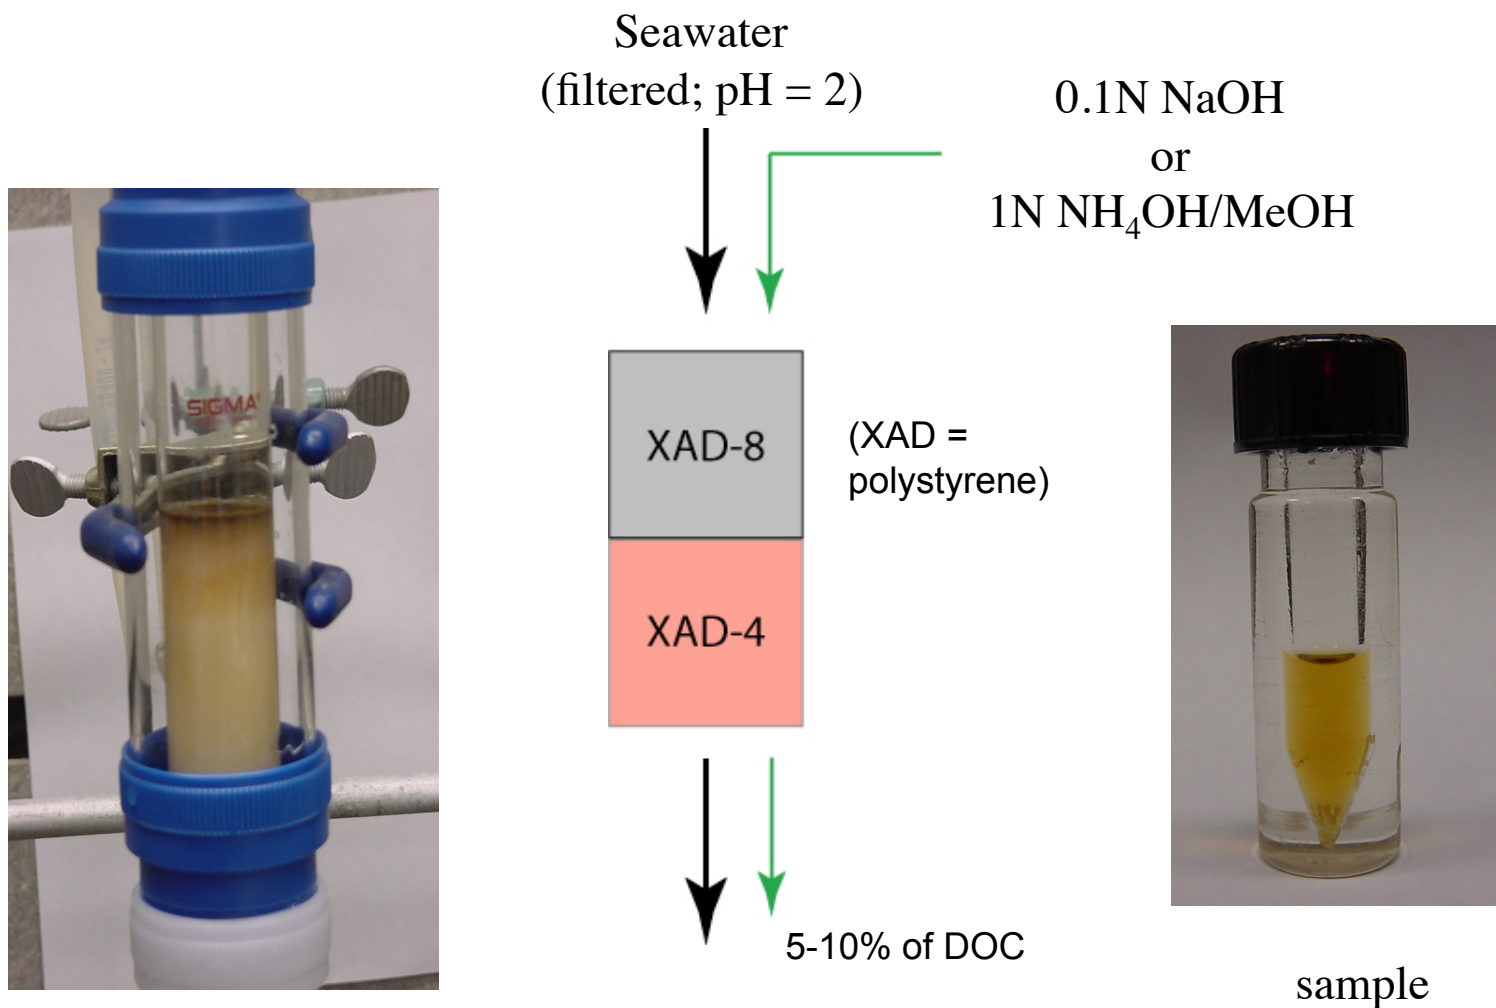 Seawater
(filtered; pH = 2)
0.1N NaOH
or
1N NH₄OH/MeOH
SIGMA
XAD-8
(XAD =
polystyrene)
XAD-4
5-10% of DOC
sample